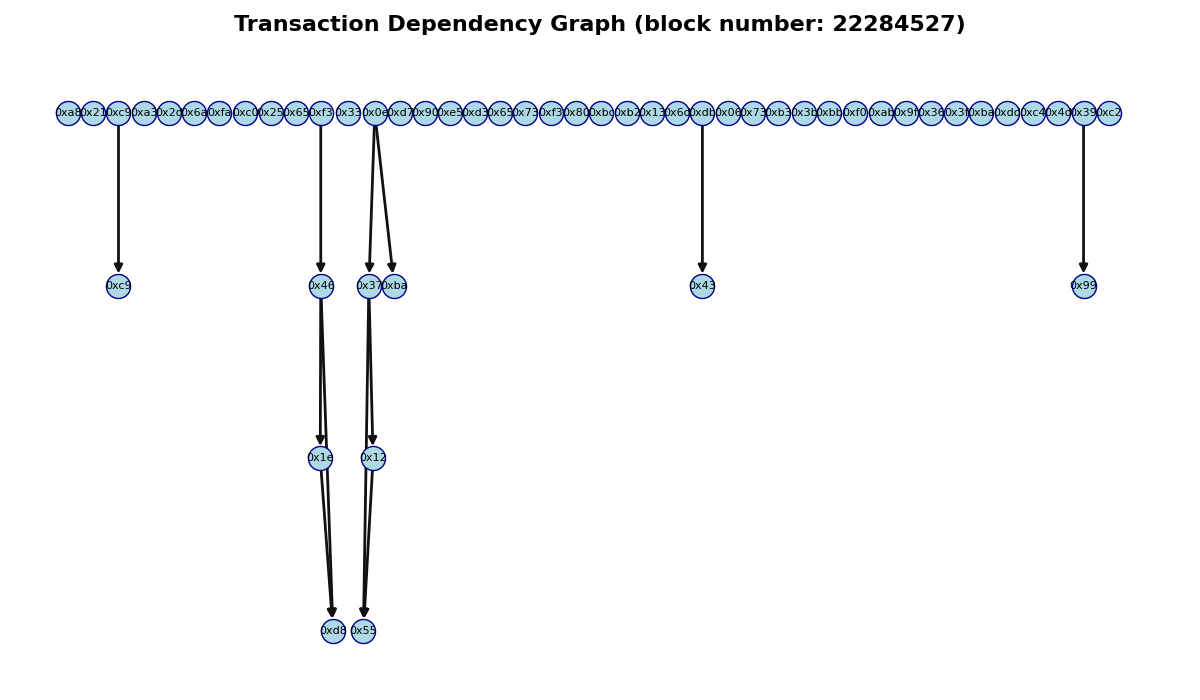 Transaction Dependency Graph (block number: 22284527)
0xa8 0x21 0xc9 0xa3 0x2d 0x6a 0xfa 0xc0 0x25 0x65 0xf3 0x33 0x0e 0xd7 0x90 0xe5 0xd3 0x65 0x73 0xf3 0x80 0xbc 0xb2 0x13 0x6d 0xdb 0x06 0x73 0xb3 0x3b 0xbb 0xf0 0xab 0x9f 0x36 0x3f 0xba 0xdd 0xc4 0x4d 0x39 0xc2
0xc9 0x46 0x37 0xba 0x43 0x99
0x1e 0x12
0xd8 0x55